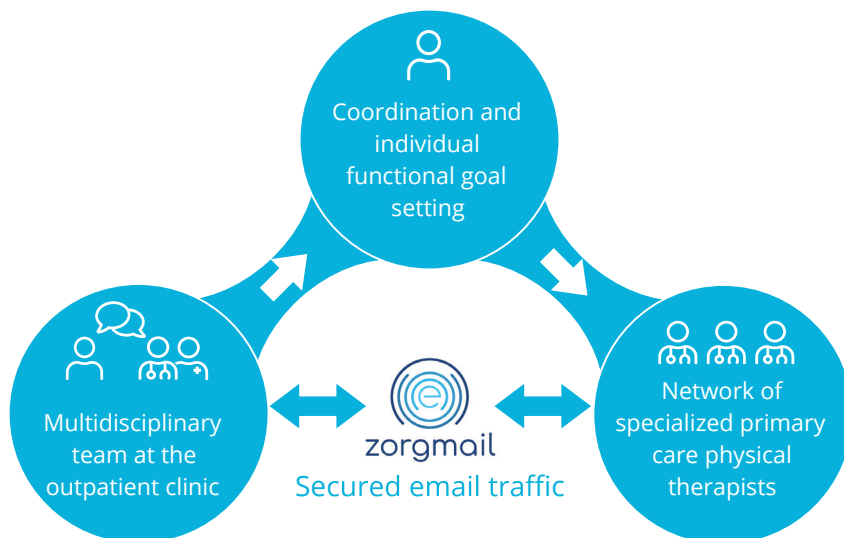 Coordination and
individual
functional goal
setting
Multidisciplinary
team at the
outpatient clinic
e
zorgmail
Secured email traffic
Network of
specialized primary
care physical
therapists